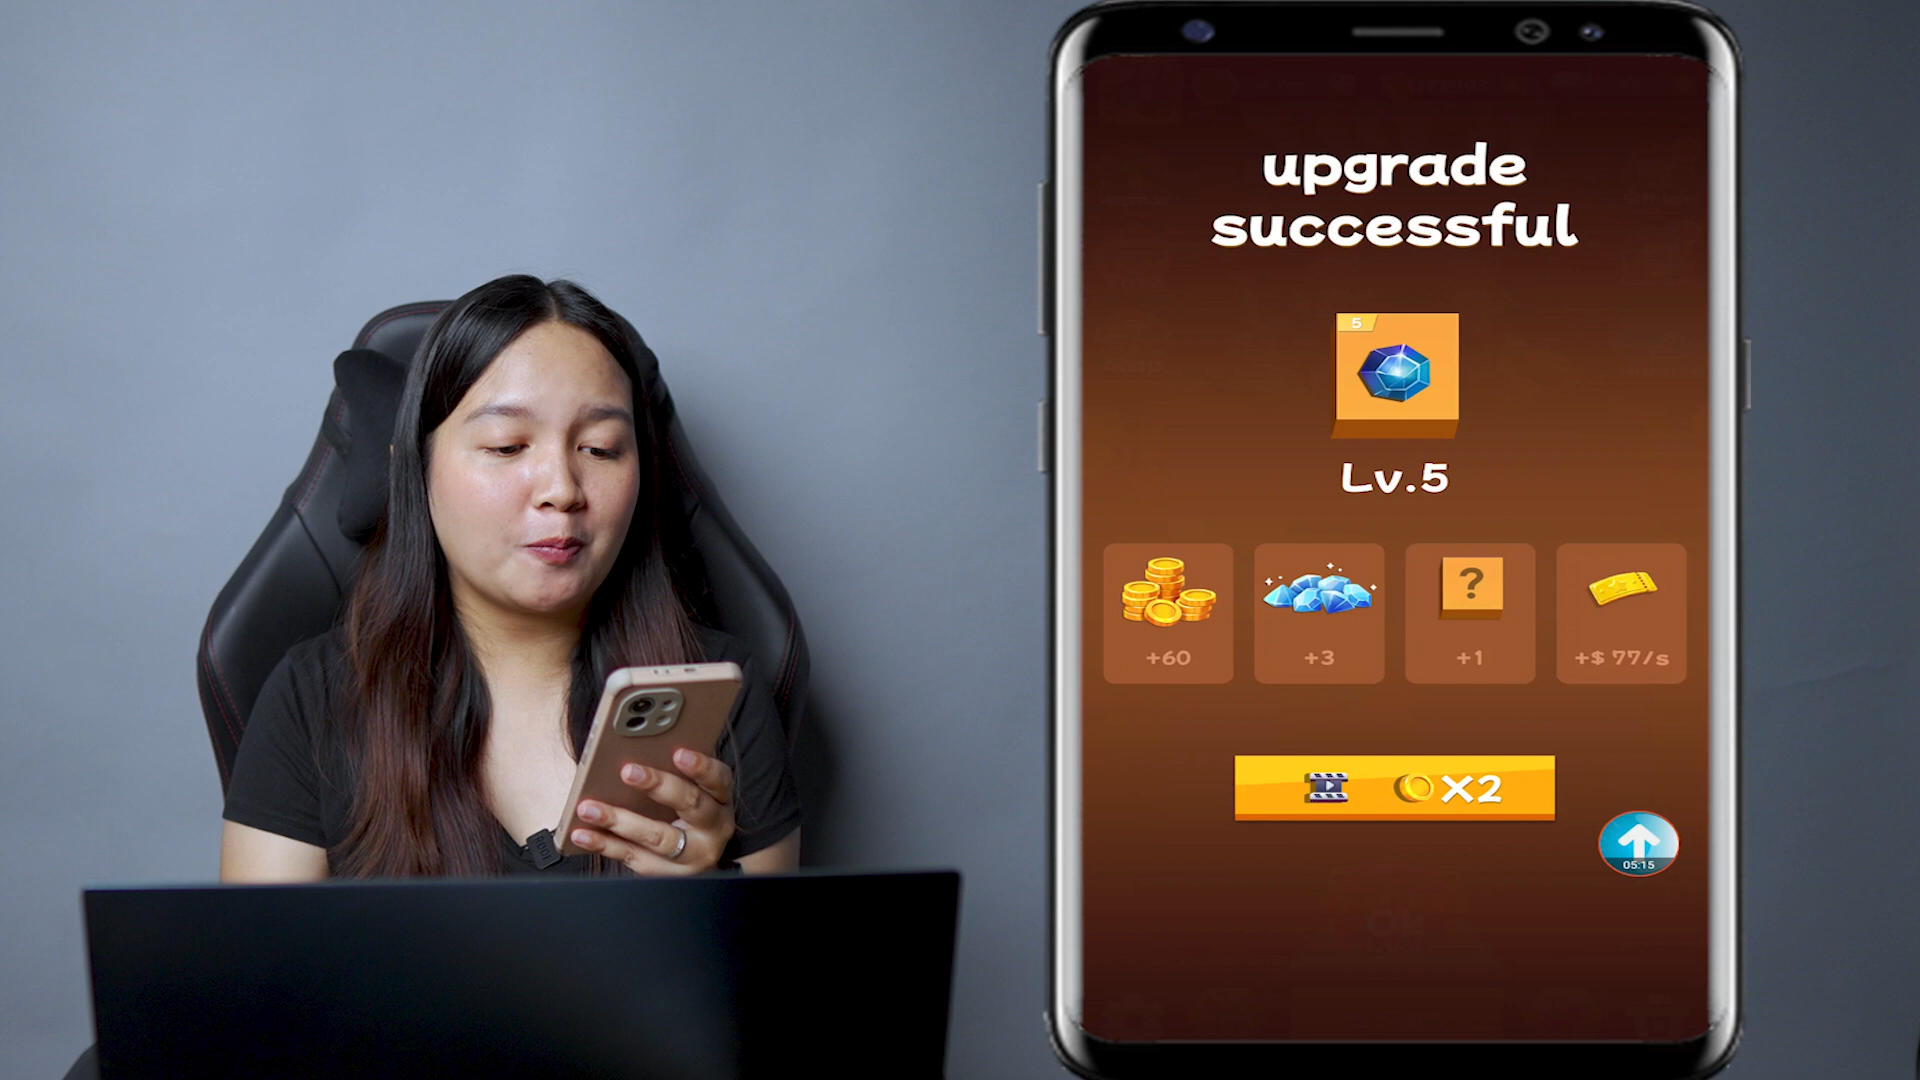 upgrade
successful
5
Lv.5
?
+60
+3
+1
+$ 77/s
X2
05:15